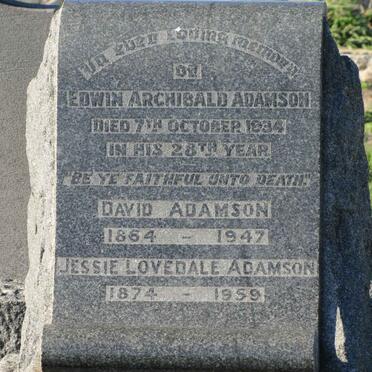 In Ever Loving Memory
OF
EDWIN ARCHIBALD ADAMSON
DIED 7TH OCTOBER 1934
IN HIS 28TH YEAR
"BE YE FAITHFUL UNTO DEATH."
DAVID ADAMSON
1864 - 1947
JESSIE LOVEDALE ADAMSON
1874 - 1959